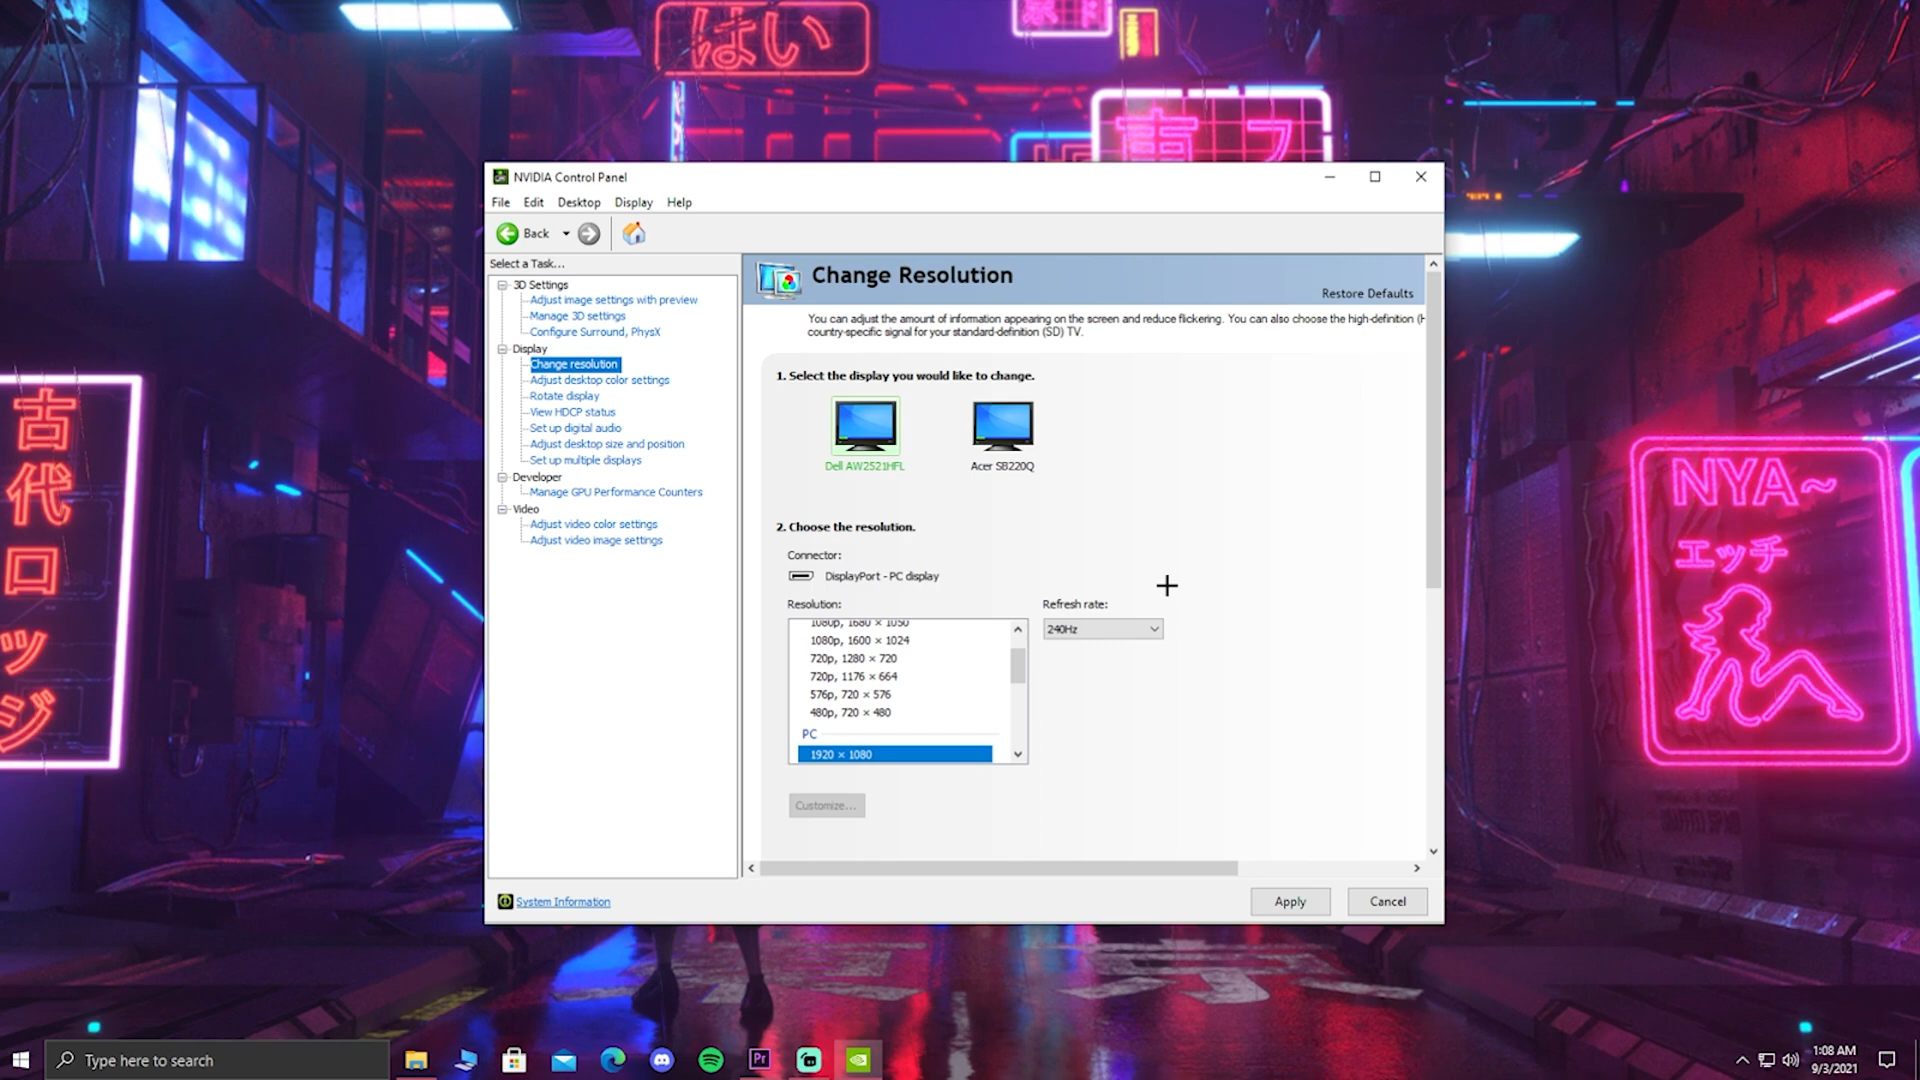 はい
NVIDIA Control Panel
File Edit Desktop Display Help
Back
Select a Task...
3D Settings
Adjust image settings with preview
Manage 3D settings
Configure Surround, PhysX
Display
Change resolution
Adjust desktop color settings
Rotate display
View HDCP status
Set up digital audio
Adjust desktop size and position
Set up multiple displays
Developer
Manage GPU Performance Counters
Video
Adjust video color settings
Adjust video image settings
System Information
Change Resolution
Restore Defaults
You can adjust the amount of information appearing on the screen and reduce flickering. You can also choose the high-definition (H
country-specific signal for your standard-definition (SD) TV.
1. Select the display you would like to change.
Dell AW2521HFL
Acer SB220Q
2. Choose the resolution.
Connector:
DisplayPort - PC display
Resolution:
1080p, 1680 × 1050
1080p, 1600 × 1024
720p, 1280 × 720
720p, 1176 × 664
576p, 720 × 576
480p, 720 × 480
PC
1920 × 1080
Refresh rate:
240Hz
Customize...
Apply
Cancel
古代ロッジ
NYA~
エッチ
Type here to search
Pr
1:08 AM
9/3/2021